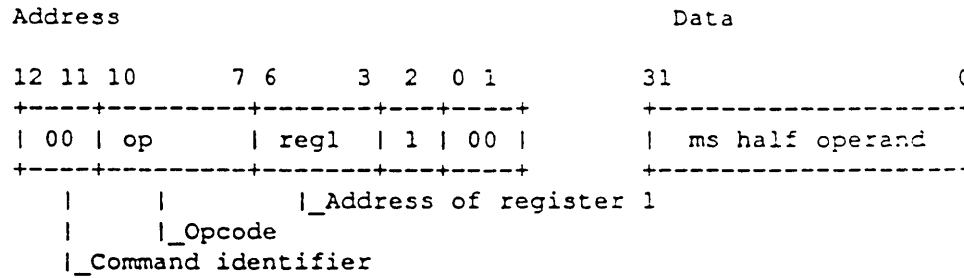 Address Data
12 11 10 7 6 3 2 0 1 31 0
+----+---------+-------+---+----+ +-------------------
| 00 | op | reg1 | 1 | 00 | | ms half operand
+----+---------+-------+---+----+ +-------------------
| | |_Address of register 1
| |_Opcode
|_Command identifier